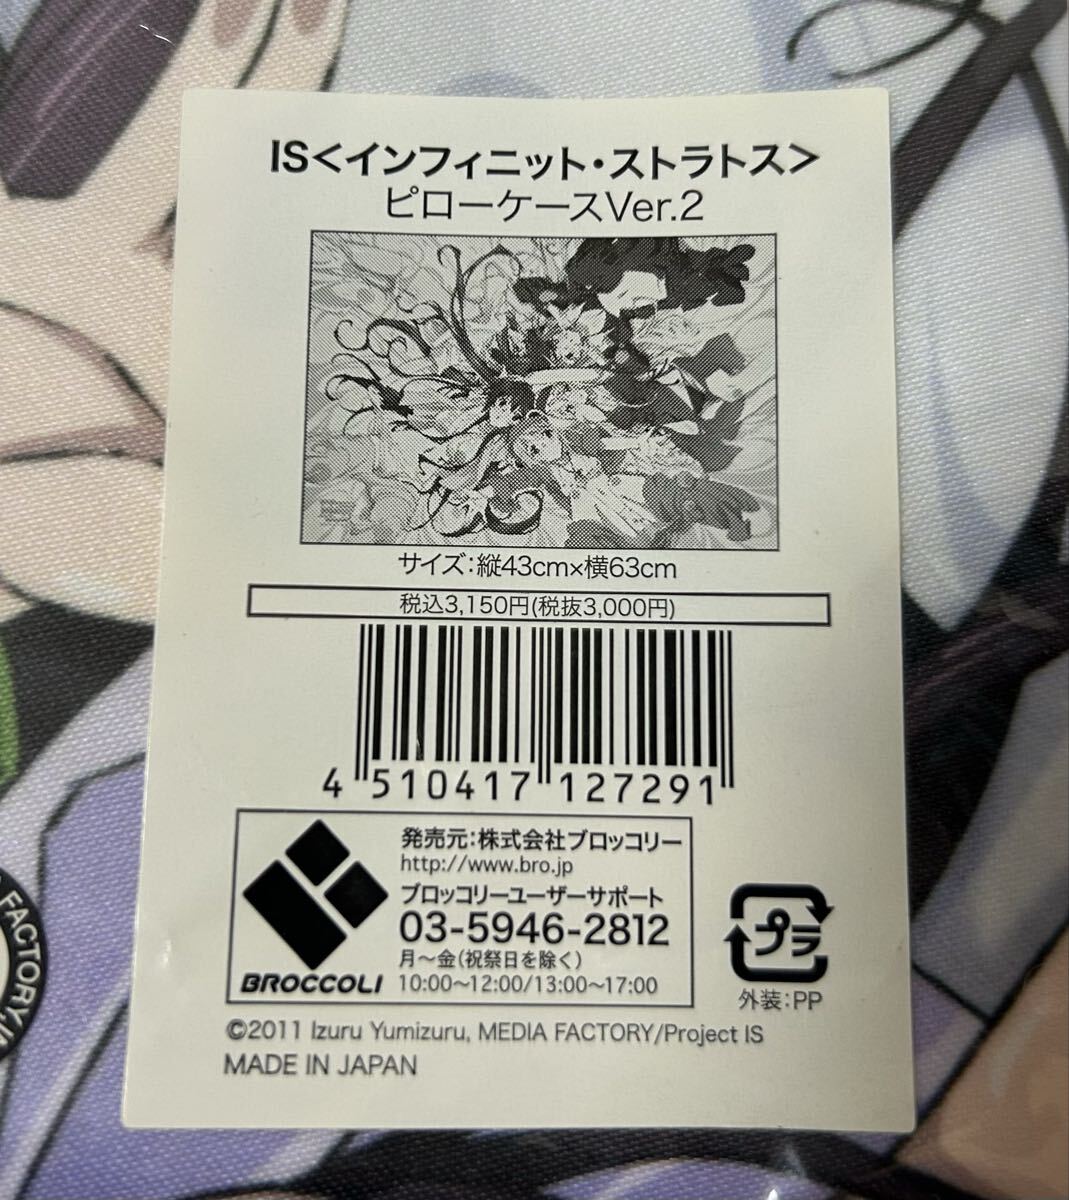 IS<インフィニット・ストラトス>
ピローケースVer.2
サイズ:縦43cm×横63cm
税込3,150円(税抜3,000円)
4 510417 127291
発売元:株式会社ブロッコリー
http://www.bro.jp
ブロッコリーユーザーサポート
03-5946-2812
月〜金(祝祭日を除く)
10:00〜12:00/13:00〜17:00
BROCCOLI
プラ
外装:PP
©2011 Izuru Yumizuru, MEDIA FACTORY/Project IS
MADE IN JAPAN
FACTORY